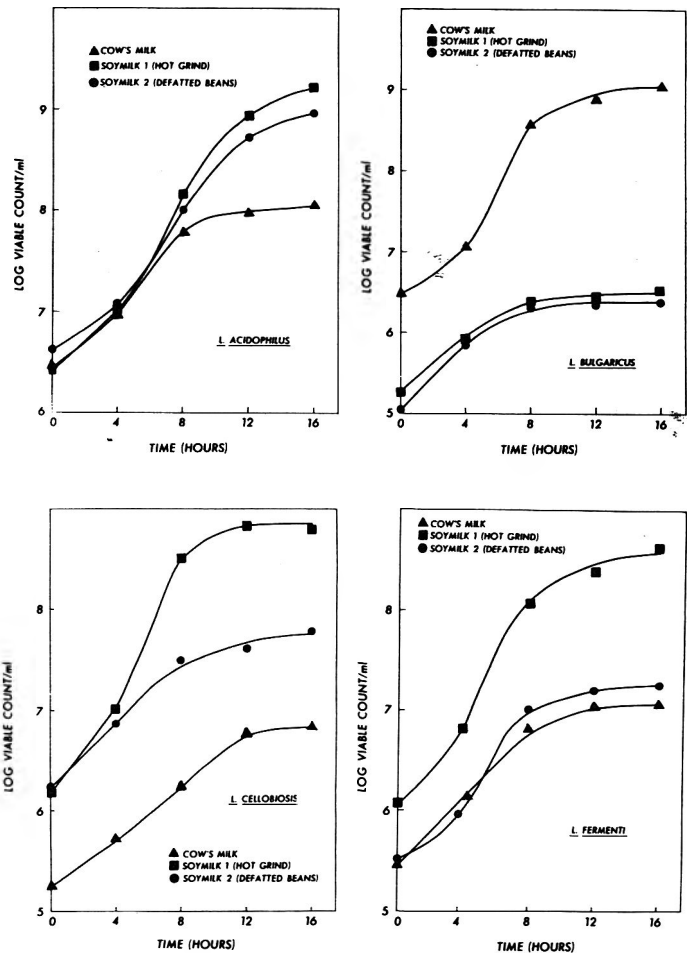 COW'S MILK
SOYMILK 1 (HOT GRIND)
SOYMILK 2 (DEFATTED BEANS)
9
8
7
6
LOG VIABLE COUNT/ml
L. ACIDOPHILUS
0 4 8 12 16
TIME (HOURS)
COW'S MILK
SOYMILK 1 (HOT GRIND)
SOYMILK 2 (DEFATTED BEANS)
9
8
7
6
5
LOG VIABLE COUNT/ml
L. BULGARICUS
0 4 8 12 16
TIME (HOURS)
8
7
6
5
LOG VIABLE COUNT/ml
L. CELLOBIOSIS
COW'S MILK
SOYMILK 1 (HOT GRIND)
SOYMILK 2 (DEFATTED BEANS)
0 4 8 12 16
TIME (HOURS)
COW'S MILK
SOYMILK 1 (HOT GRIND)
SOYMILK 2 (DEFATTED BEANS)
8
7
6
5
LOG VIABLE COUNT/ml
L. FERMENTI
0 4 8 12 16
TIME (HOURS)